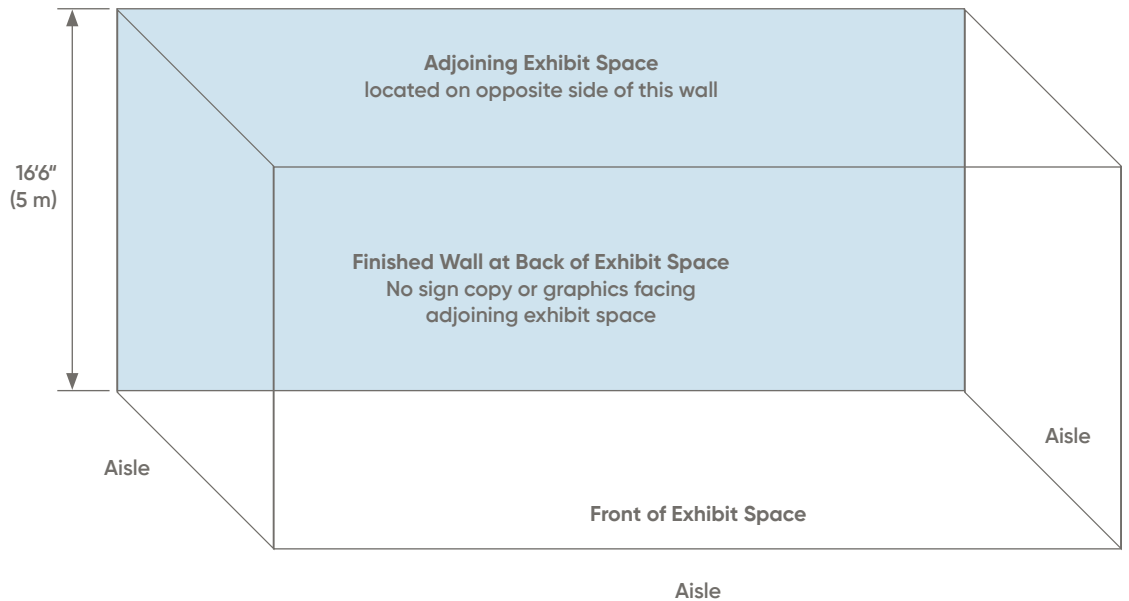 Adjoining Exhibit Space
located on opposite side of this wall
16‘6“
(5 m)
Finished Wall at Back of Exhibit Space
No sign copy or graphics facing
adjoining exhibit space
Aisle
Aisle
Front of Exhibit Space
Aisle